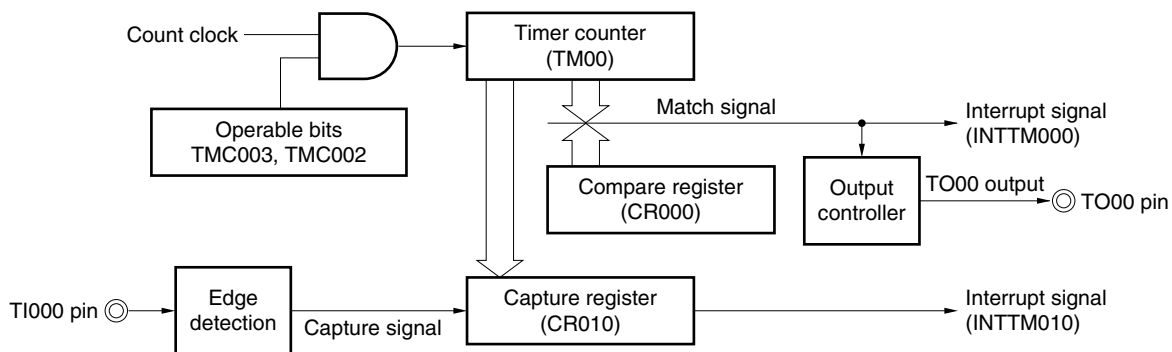 Count clock
Timer counter
(TM00)
Operable bits
TMC003, TMC002
Match signal
Interrupt signal
(INTTM000)
Compare register
(CR000)
Output
controller
TO00 output
TO00 pin
TI000 pin
Edge
detection
Capture signal
Capture register
(CR010)
Interrupt signal
(INTTM010)